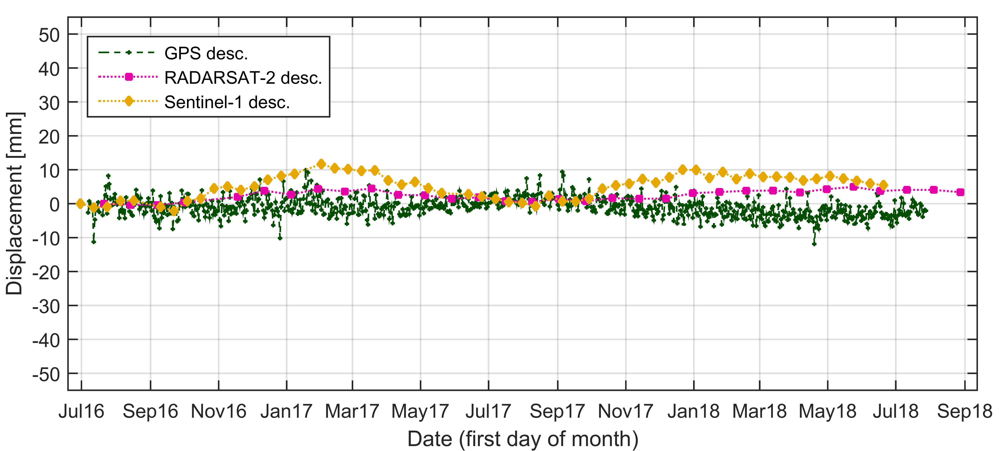 50
40
30
20
10
0
-10
-20
-30
-40
-50
Displacement [mm]
GPS desc.
RADARSAT-2 desc.
Sentinel-1 desc.
Jul16 Sep16 Nov16 Jan17 Mar17 May17 Jul17 Sep17 Nov17 Jan18 Mar18 May18 Jul18 Sep18
Date (first day of month)